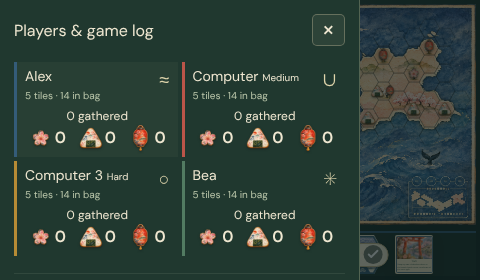 Players & game log
Alex
5 tiles · 14 in bag
0 gathered
0 0 0
Computer Medium
5 tiles · 14 in bag
0 gathered
0 0 0
Computer 3 Hard
5 tiles · 14 in bag
0 gathered
0 0 0
Bea
5 tiles · 14 in bag
0 gathered
0 0 0